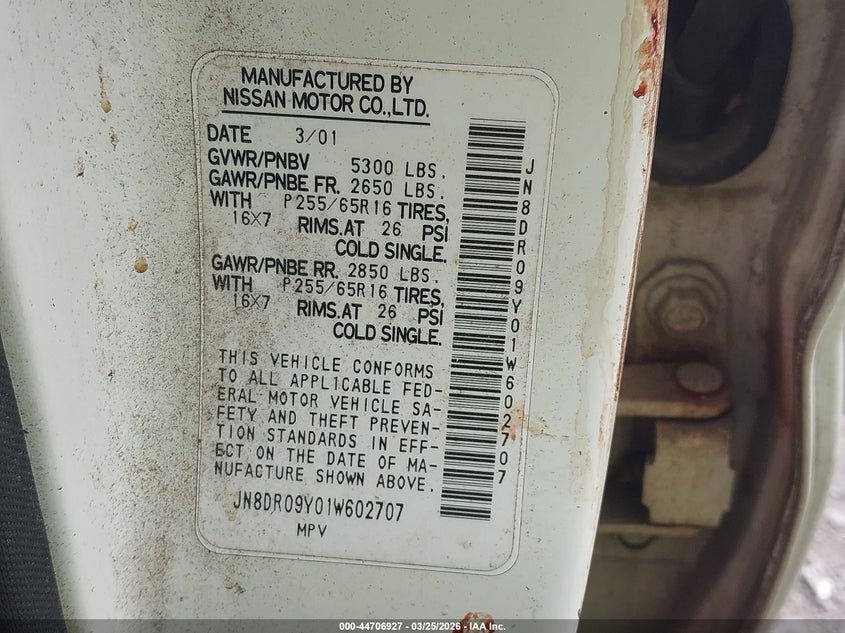 MANUFACTURED BY
NISSAN MOTOR CO.,LTD.
DATE 3/01
GVWR/PNBV 5300 LBS.
GAWR/PNBE FR. 2650 LBS.
WITH P255/65R16 TIRES,
16X7 RIMS.AT 26 PSI
COLD SINGLE.
GAWR/PNBE RR. 2850 LBS.
WITH P255/65R16 TIRES,
16X7 RIMS.AT 26 PSI
COLD SINGLE.
THIS VEHICLE CONFORMS
TO ALL APPLICABLE FED-
ERAL MOTOR VEHICLE SA-
FETY AND THEFT PREVEN-
TION STANDARDS IN EFF-
ECT ON THE DATE OF MA-
NUFACTURE SHOWN ABOVE.
JN8DR09Y01W602707
MPV
JN8DR09Y01W602707
000-44706927 - 03/25/2026 - IAA Inc.